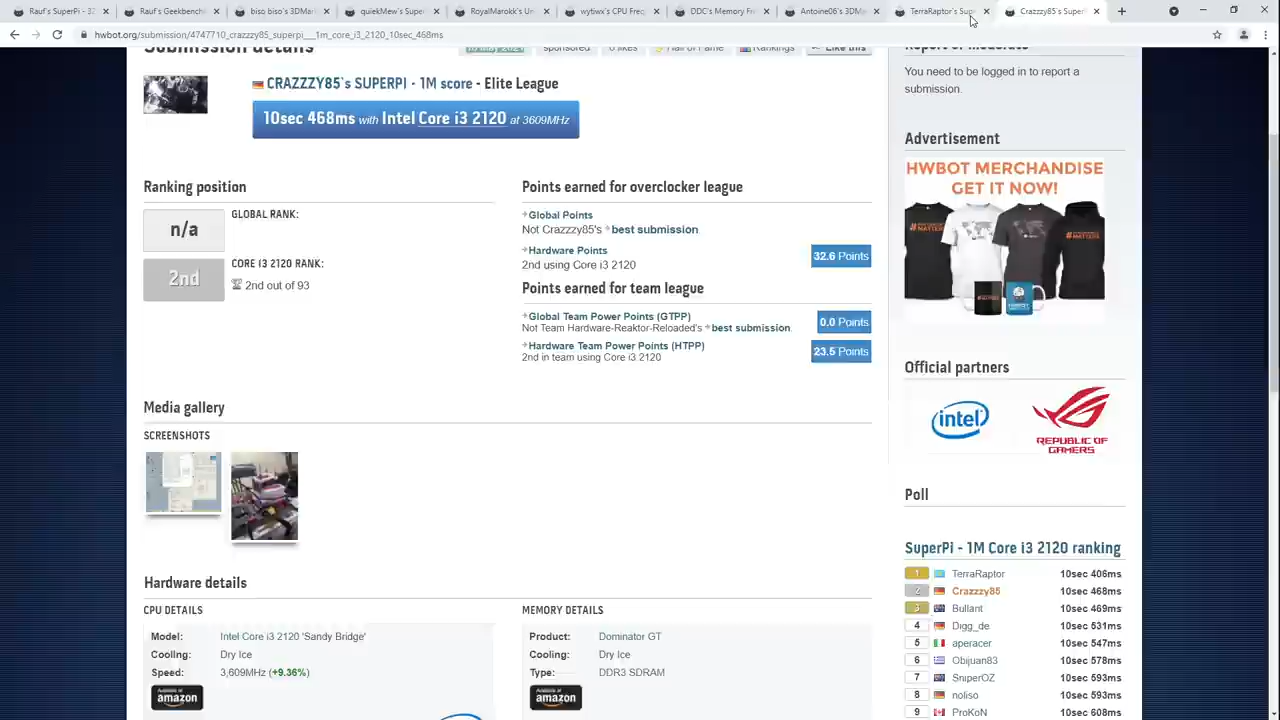 Rauf's SuperPi - 32
Rauf's Geekbench
biso biso's 3DMar
quiekMew's Super
RoyalMarokk's Un
wytiwx's CPU Freq
DDC's Memory Fre
Antoine06's 3DMA
TerraRaptor's Sup
Crazzzy85's SuperP
hwbot.org/submission/4747710_crazzzy85_superpi___1m_core_i3_2120_10sec_468ms
Submission details
sponsored
0 likes
Hall of Fame
Rankings
Like this
CRAZZZY85`s SUPERPI - 1M score - Elite League
10sec 468ms with Intel Core i3 2120 at 3609MHz
Ranking position
n/a
GLOBAL RANK:
2nd
CORE I3 2120 RANK:
2nd out of 93
Points earned for overclocker league
Global Points
Not Crazzzy85's best submission
Hardware Points
2nd using Core i3 2120
32.6 Points
Points earned for team league
Global Team Power Points (GTPP)
Not Team Hardware-Reaktor-Reloaded's best submission.
0.0 Points
Hardware Team Power Points (HTPP)
2nd in team using Core i3 2120
23.5 Points
Media gallery
SCREENSHOTS
Hardware details
CPU DETAILS
Model: Intel Core i3 2120 'Sandy Bridge'
Cooling: Dry Ice
Speed: 3,609MHz (+9.36%)
Available at
amazon
MEMORY DETAILS
Product: Dominator GT
Cooling: Dry Ice
Type: DDR3 SDRAM
Available at
amazon
Report or moderate
You need to be logged in to report a
submission.
Advertisement
HWBOT MERCHANDISE
GET IT NOW!
Official partners
intel
REPUBLIC OF
GAMERS
Poll
SuperPi - 1M Core i3 2120 ranking
1 TerraRaptor 10sec 406ms
2 Crazzzy85 10sec 468ms
3 Bullant 10sec 469ms
4 Digg_de 10sec 531ms
5 aperacer 10sec 547ms
6 Obijuan83 10sec 578ms
7 SniperOZ 10sec 593ms
8 noliso 10sec 593ms
9 ProKoN 10sec 608ms